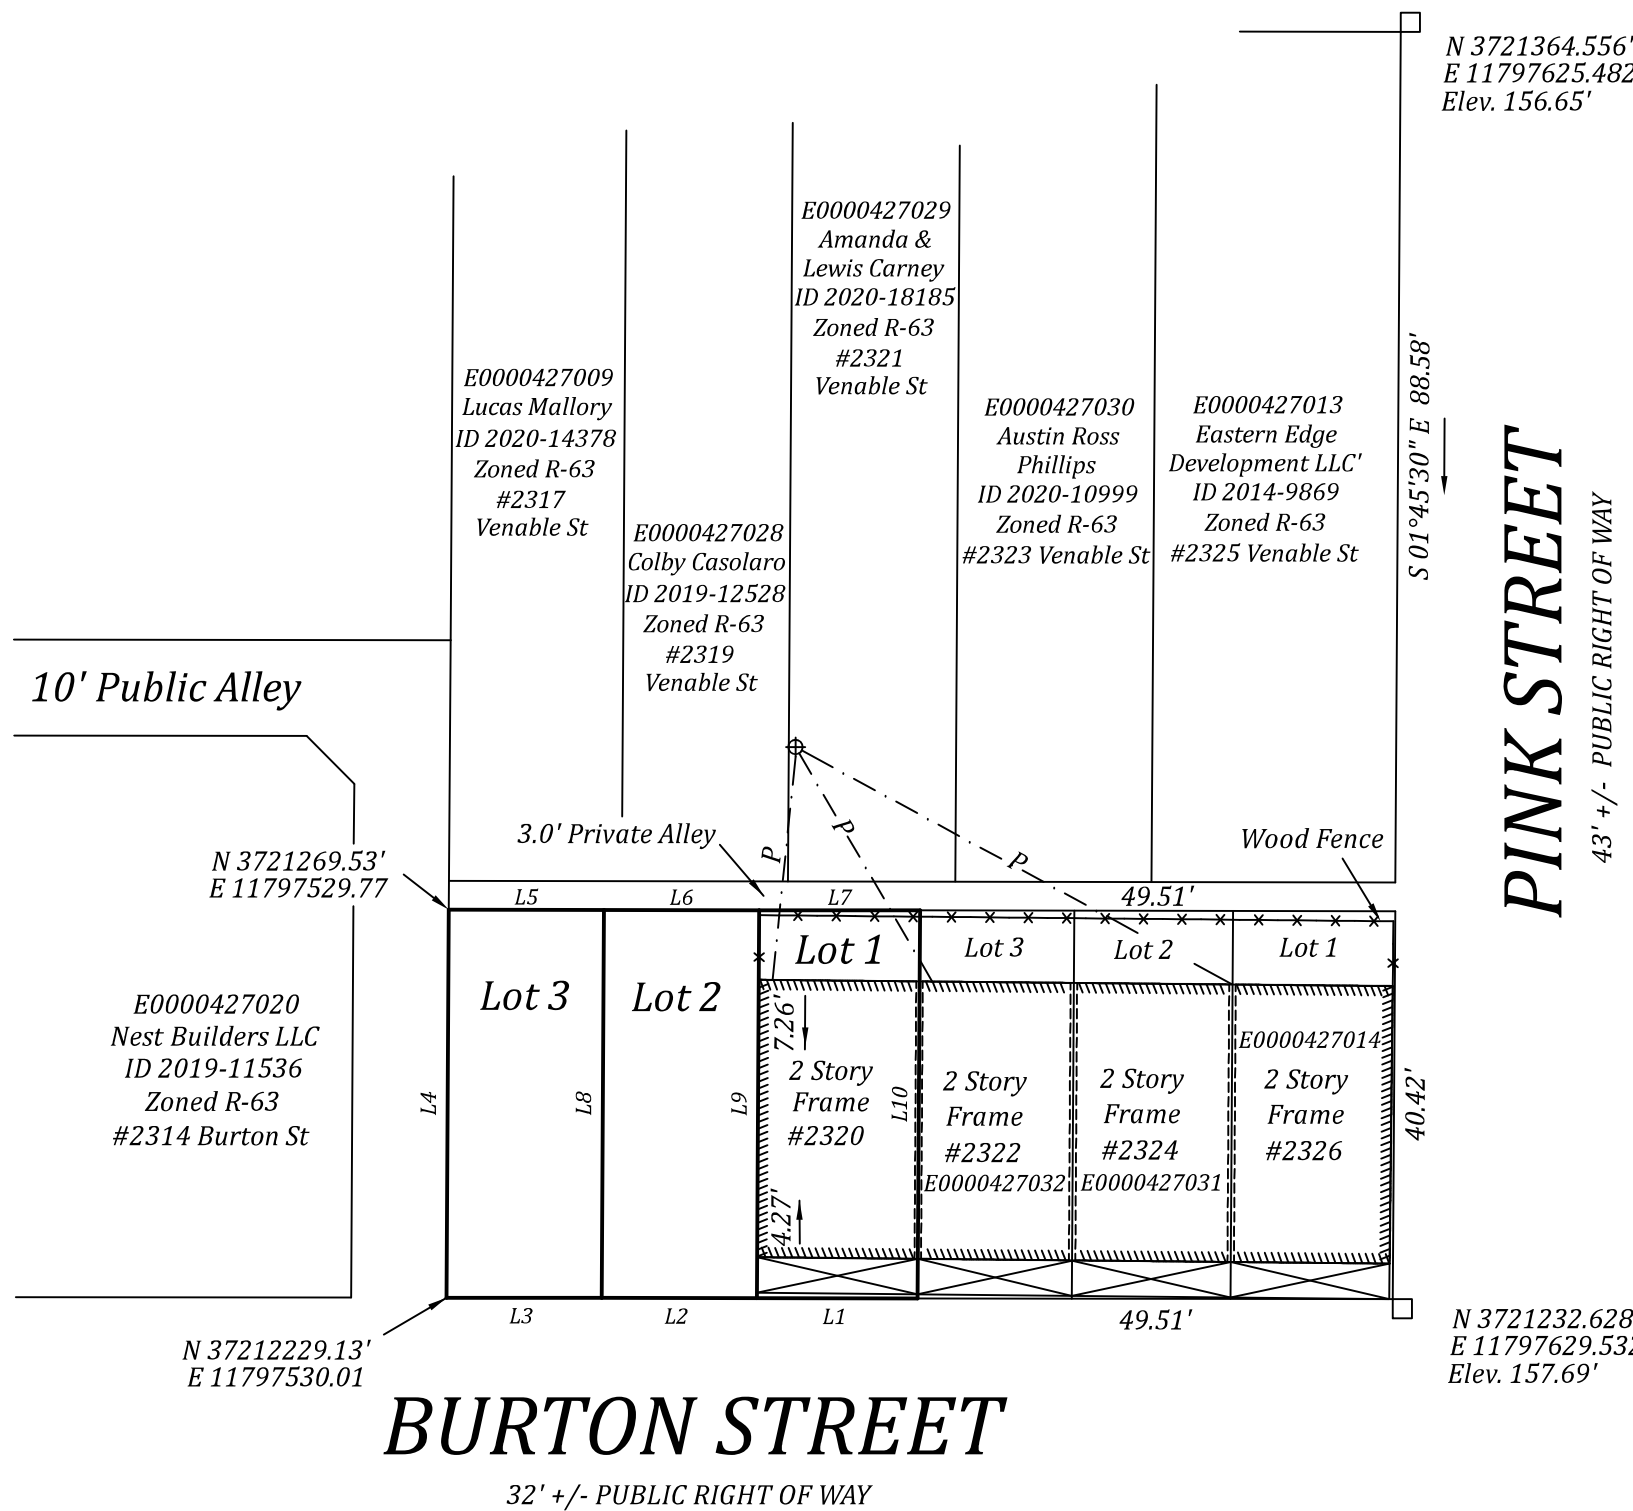 N 3721364.556'
E 11797625.482
Elev. 156.65'
E0000427029
Amanda &
Lewis Carney
ID 2020-18185
Zoned R-63
#2321
Venable St
E0000427009
Lucas Mallory
ID 2020-14378
Zoned R-63
#2317
Venable St
E0000427030
Austin Ross
Phillips
ID 2020-10999
Zoned R-63
#2323 Venable St
E0000427013
Eastern Edge
Development LLC'
ID 2014-9869
Zoned R-63
#2325 Venable St
S 01°45'30" E 88.58'
PINK STREET
43' +/- PUBLIC RIGHT OF WAY
E0000427028
Colby Casolaro
ID 2019-12528
Zoned R-63
#2319
Venable St
10' Public Alley
3.0' Private Alley
P
P
P
Wood Fence
N 3721269.53'
E 11797529.77
L5
L6
L7
49.51'
Lot 3
Lot 2
Lot 1
Lot 3
Lot 2
Lot 1
E0000427020
Nest Builders LLC
ID 2019-11536
Zoned R-63
#2314 Burton St
L4
L8
L9
L10
7.26'
2 Story
Frame
#2320
4.27'
2 Story
Frame
#2322
E0000427032
2 Story
Frame
#2324
E0000427031
E0000427014
2 Story
Frame
#2326
40.42'
L3
L2
L1
49.51'
N 37212229.13'
E 11797530.01
N 3721232.628
E 11797629.532
Elev. 157.69'
BURTON STREET
32' +/- PUBLIC RIGHT OF WAY